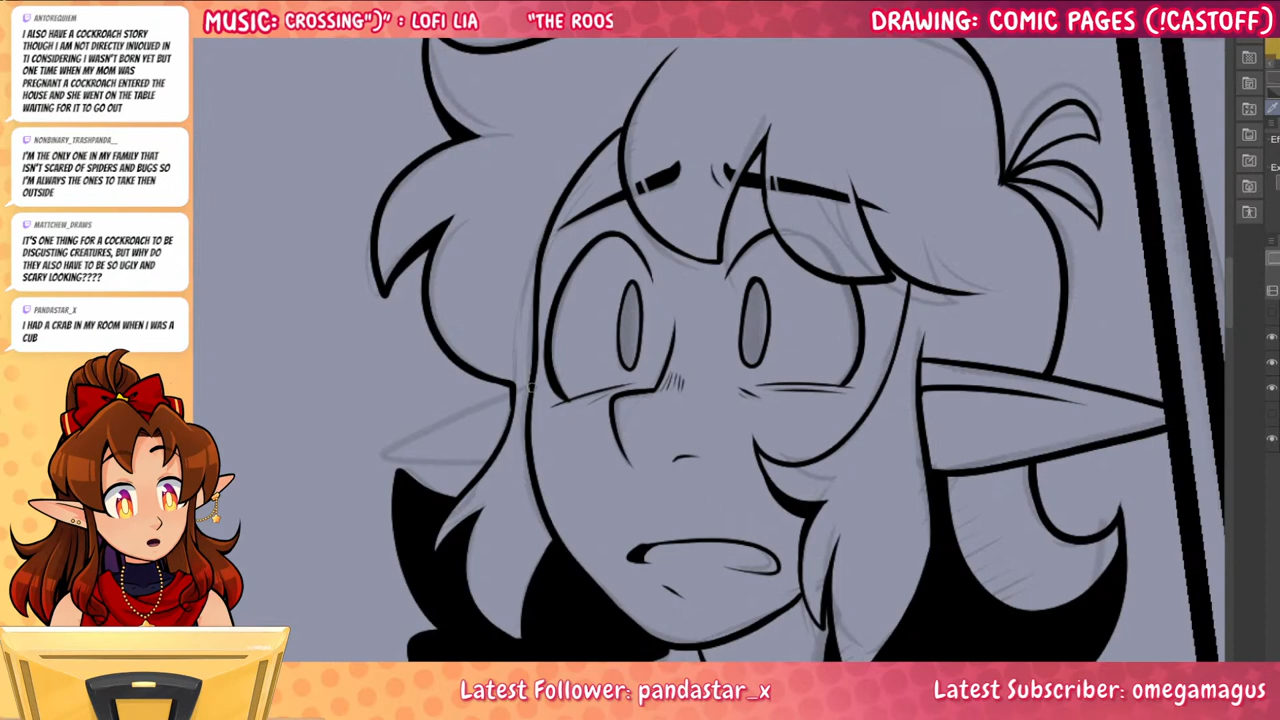 MUSIC: CROSSING")" : LOFI LIA "THE ROOS
DRAWING: COMIC PAGES (!CASTOFF)
ANTOREQUIEM
I ALSO HAVE A COCKROACH STORY
THOUGH I AM NOT DIRECTLY INVOLVED IN
TI CONSIDERING I WASN'T BORN YET BUT
ONE TIME WHEN MY MOM WAS
PREGNANT A COCKROACH ENTERED THE
HOUSE AND SHE WENT ON THE TABLE
WAITING FOR IT TO GO OUT
NONBINARY_TRASHPANDA__
I'M THE ONLY ONE IN MY FAMILY THAT
ISN'T SCARED OF SPIDERS AND BUGS SO
I'M ALWAYS THE ONES TO TAKE THEN
OUTSIDE
MATTCHEW_DRAWS
IT'S ONE THING FOR A COCKROACH TO BE
DISGUSTING CREATURES, BUT WHY DO
THEY ALSO HAVE TO BE SO UGLY AND
SCARY LOOKING????
PANDASTAR_X
I HAD A CRAB IN MY ROOM WHEN I WAS A
CUB
Latest Follower: pandastar_x
Latest Subscriber: omegamagus